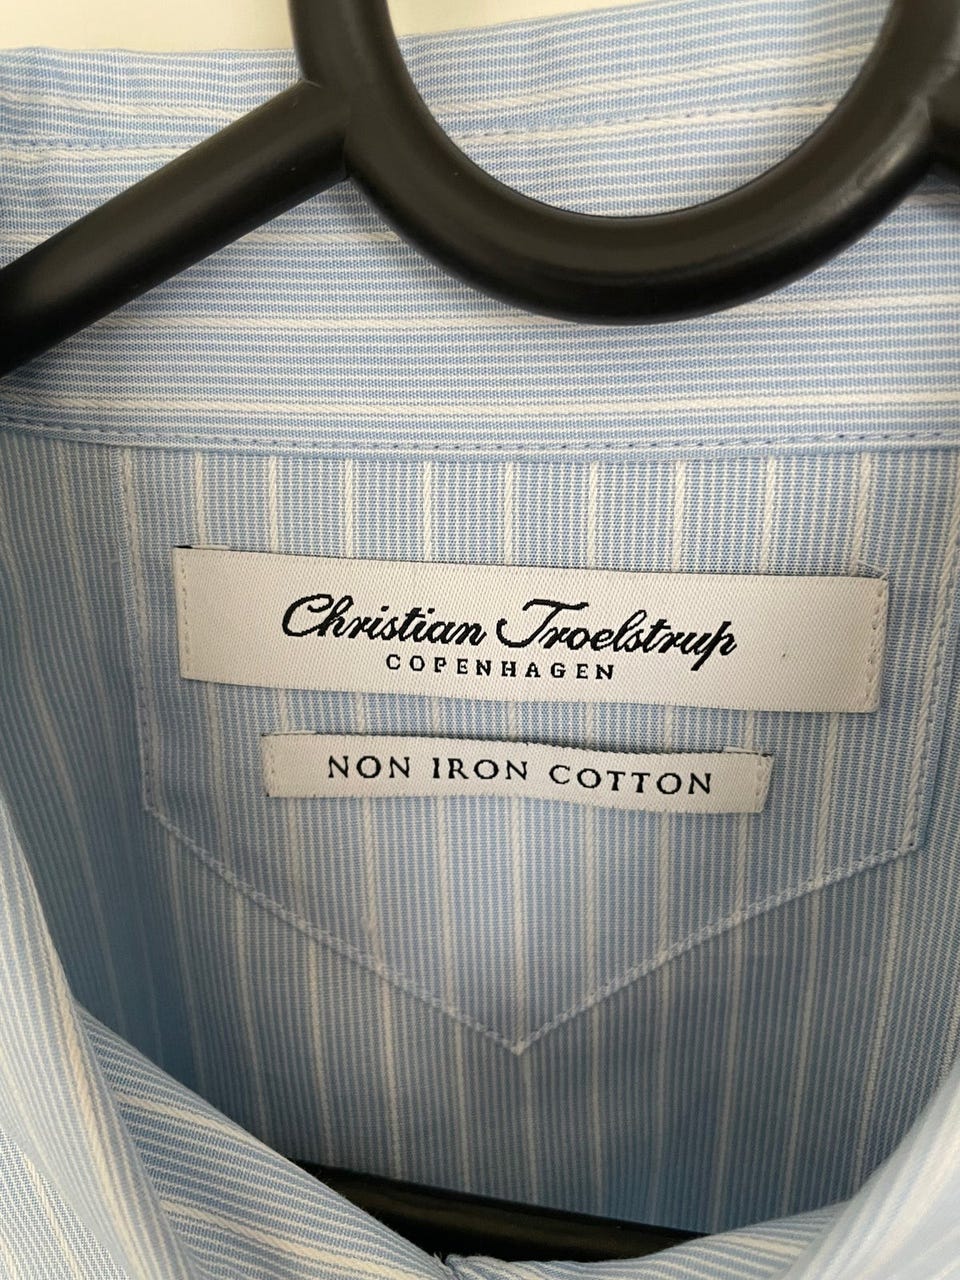 Christian Troelstrup
COPENHAGEN
NON IRON COTTON